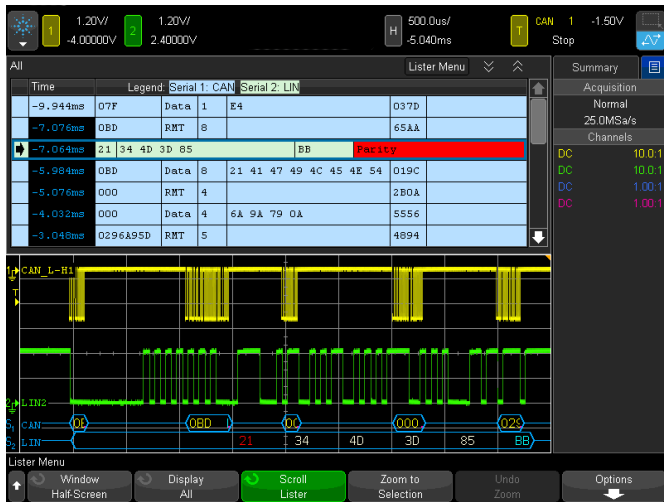 1 1.20V/ -4.00000V 2 1.20V/ 2.40000V H 500.0us/ -5.040ms T CAN 1 -1.50V Stop
All Lister Menu
Time Legend: Serial 1: CAN Serial 2: LIN
-9.944ms 07F Data 1 E4 037D
-7.076ms 0BD RMT 8 65AA
-7.064ms 21 34 4D 3D 85 BB Parity
-5.984ms 0BD Data 8 21 41 47 49 4C 45 4E 54 019C
-5.076ms 000 RMT 4 2B0A
-4.032ms 000 Data 4 6A 9A 79 0A 5556
-3.048ms 0296A95D RMT 5 4894
Summary
Acquisition
Normal
25.0MSa/s
Channels
DC 10.0:1
DC 10.0:1
DC 1.00:1
DC 1.00:1
1 CAN_L-H1
T
2 LIN2
S1 CAN 0BD 000
S2 LIN 21 34 4D 3D 85 BB
Lister Menu
Window Half-Screen
Display All
Scroll Lister
Zoom to Selection
Undo Zoom
Options